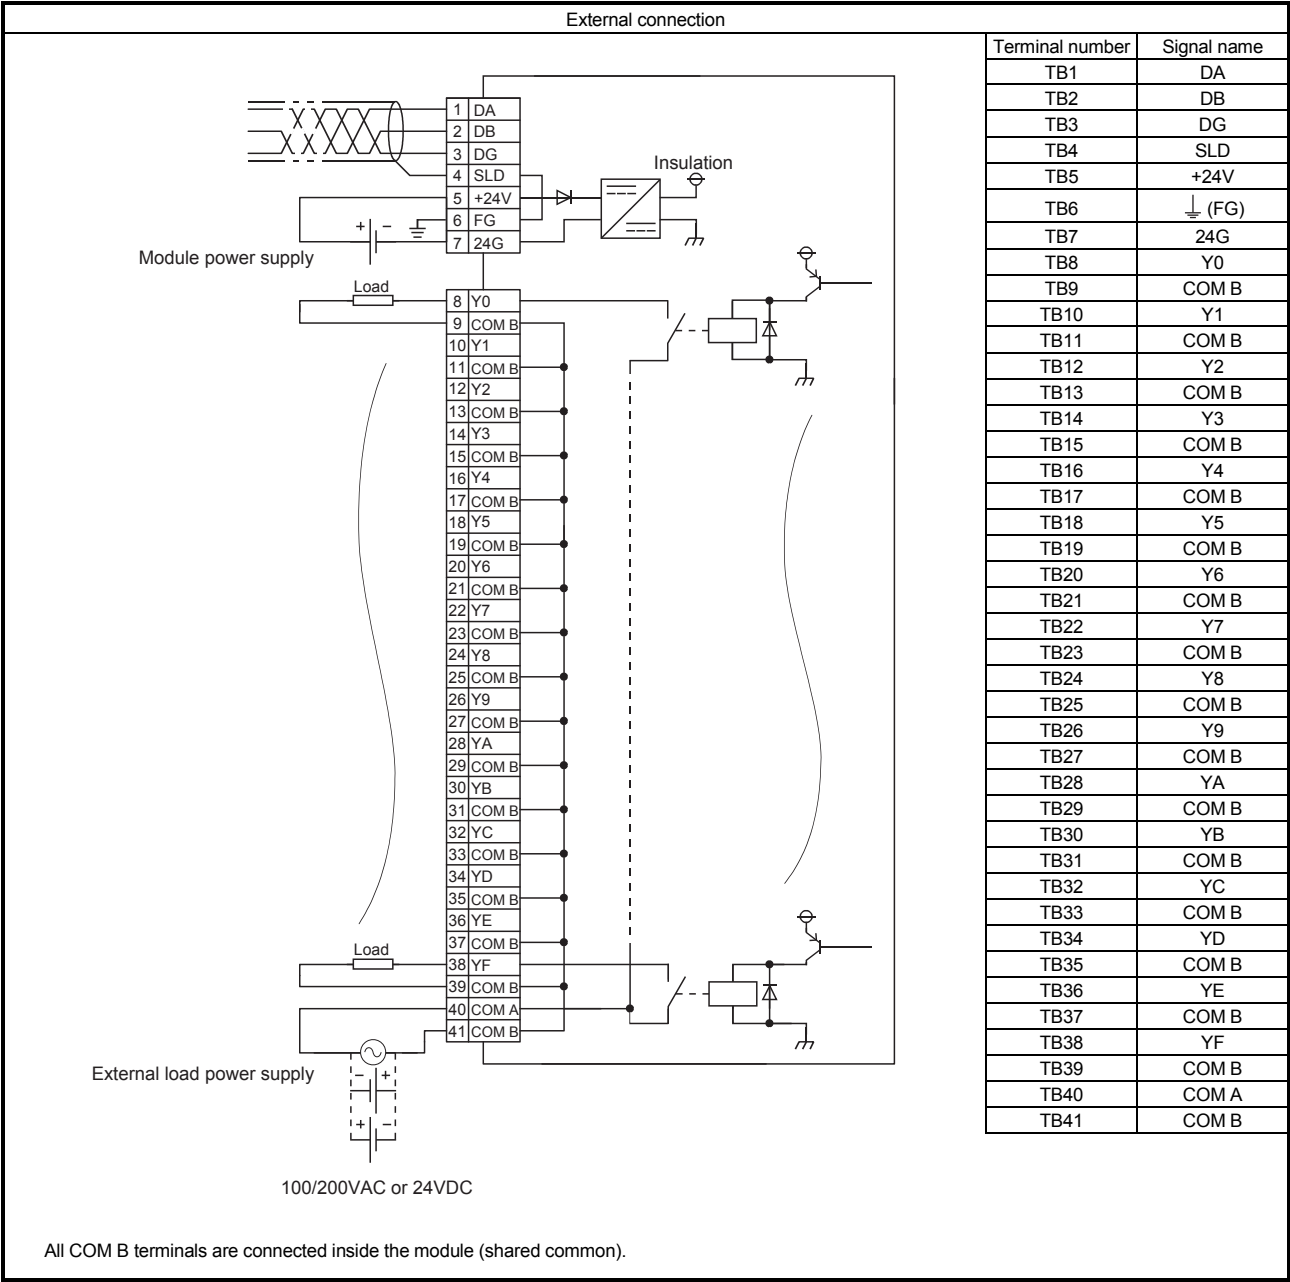 External connection
1 DA
2 DB
3 DG
4 SLD
5 +24V
6 FG
7 24G
Insulation
+ −
Module power supply
Load
8 Y0
9 COM B
10 Y1
11 COM B
12 Y2
13 COM B
14 Y3
15 COM B
16 Y4
17 COM B
18 Y5
19 COM B
20 Y6
21 COM B
22 Y7
23 COM B
24 Y8
25 COM B
26 Y9
27 COM B
28 YA
29 COM B
30 YB
31 COM B
32 YC
33 COM B
34 YD
35 COM B
36 YE
37 COM B
Load
38 YF
39 COM B
40 COM A
41 COM B
External load power supply
− +
+ −
100/200VAC or 24VDC
Terminal number Signal name
TB1 DA
TB2 DB
TB3 DG
TB4 SLD
TB5 +24V
TB6 (FG)
TB7 24G
TB8 Y0
TB9 COM B
TB10 Y1
TB11 COM B
TB12 Y2
TB13 COM B
TB14 Y3
TB15 COM B
TB16 Y4
TB17 COM B
TB18 Y5
TB19 COM B
TB20 Y6
TB21 COM B
TB22 Y7
TB23 COM B
TB24 Y8
TB25 COM B
TB26 Y9
TB27 COM B
TB28 YA
TB29 COM B
TB30 YB
TB31 COM B
TB32 YC
TB33 COM B
TB34 YD
TB35 COM B
TB36 YE
TB37 COM B
TB38 YF
TB39 COM B
TB40 COM A
TB41 COM B
All COM B terminals are connected inside the module (shared common).